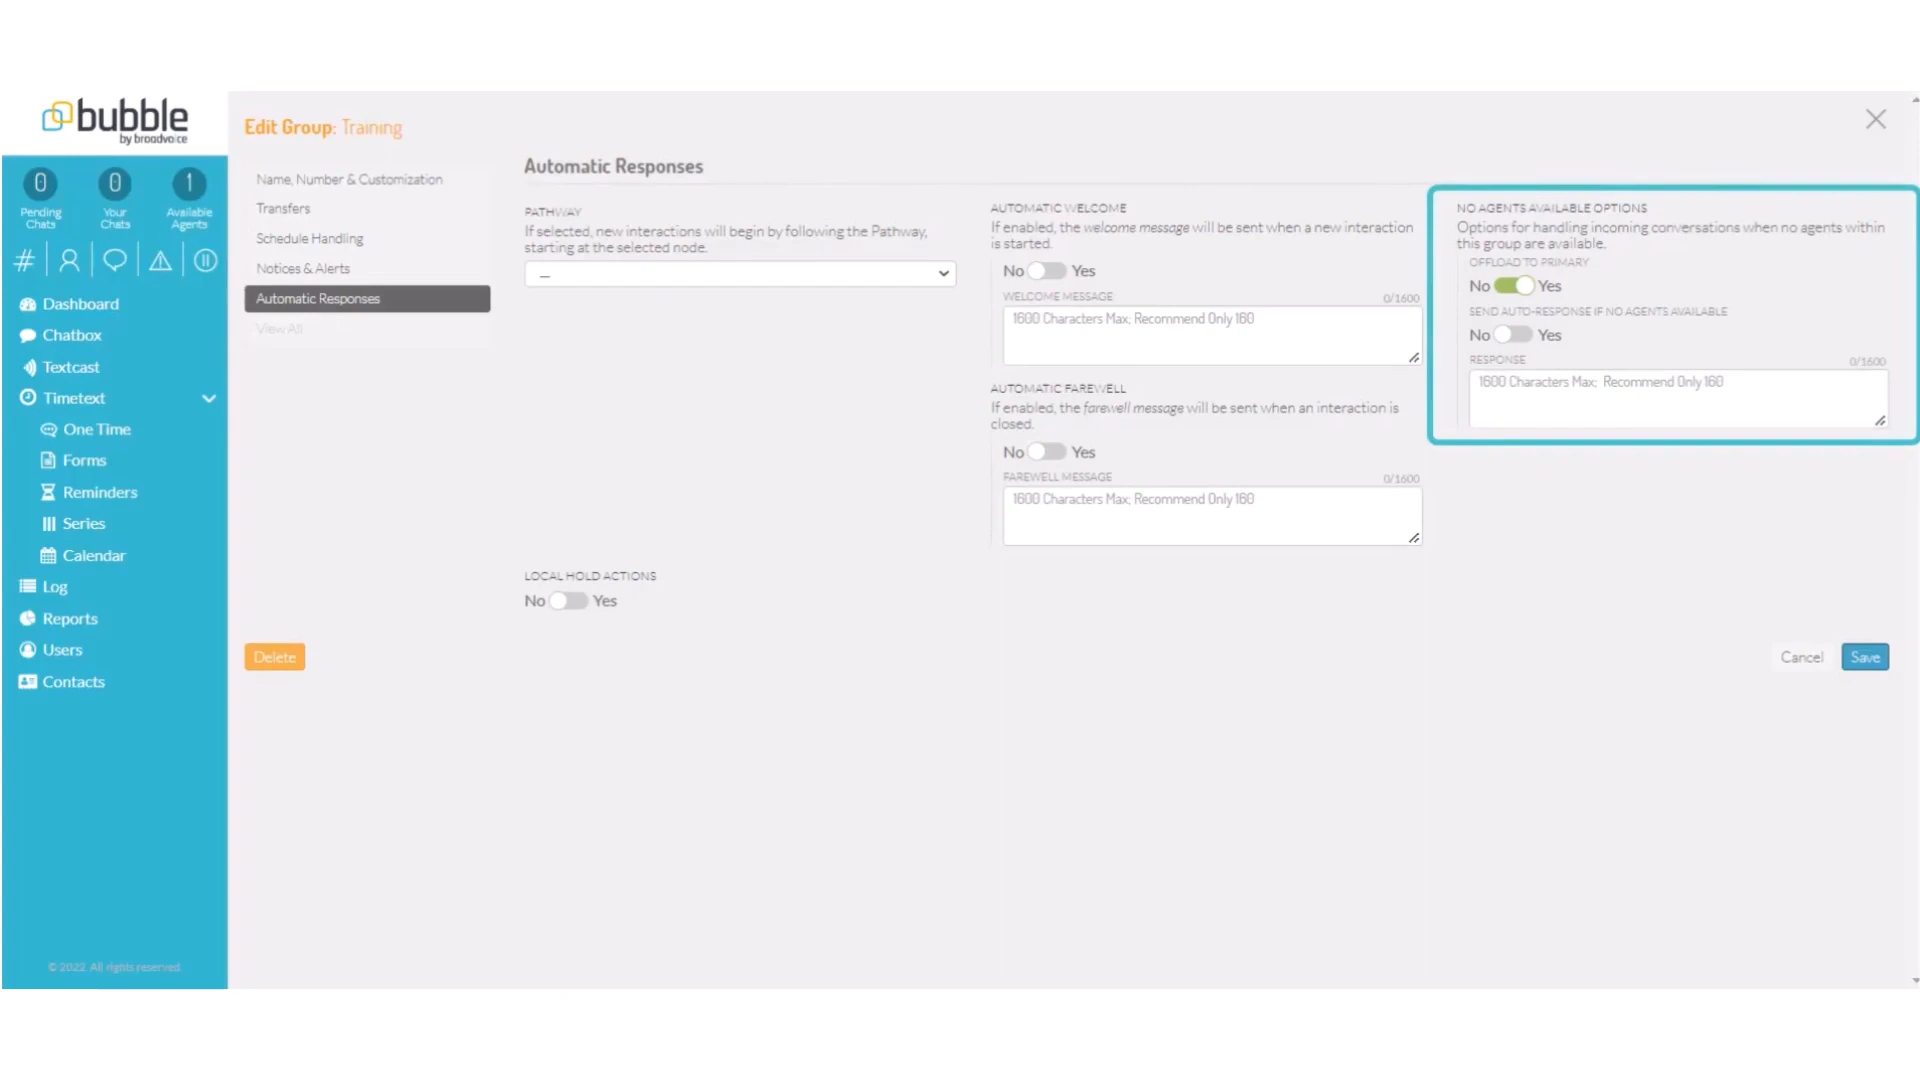 bubble
by broadvoice
0
0
1
Pending Chats
Your Chats
Available Agents
Dashboard
Chatbox
Textcast
Timetext
One Time
Forms
Reminders
Series
Calendar
Log
Reports
Users
Contacts
© 2022. All rights reserved
Edit Group: Training
Name, Number & Customization
Transfers
Schedule Handling
Notices & Alerts
Automatic Responses
View All
Automatic Responses
PATHWAY
If selected, new interactions will begin by following the Pathway,
starting at the selected node.
—
LOCAL HOLD ACTIONS
No Yes
AUTOMATIC WELCOME
If enabled, the welcome message will be sent when a new interaction
is started.
No Yes
WELCOME MESSAGE 0/1600
1600 Characters Max; Recommend Only 160
AUTOMATIC FAREWELL
If enabled, the farewell message will be sent when an interaction is
closed.
No Yes
FAREWELL MESSAGE 0/1600
1600 Characters Max; Recommend Only 160
NO AGENTS AVAILABLE OPTIONS
Options for handling incoming conversations when no agents within
this group are available.
OFFLOAD TO PRIMARY
No Yes
SEND AUTO-RESPONSE IF NO AGENTS AVAILABLE
No Yes
RESPONSE 0/1600
1600 Characters Max; Recommend Only 160
Delete
Cancel
Save